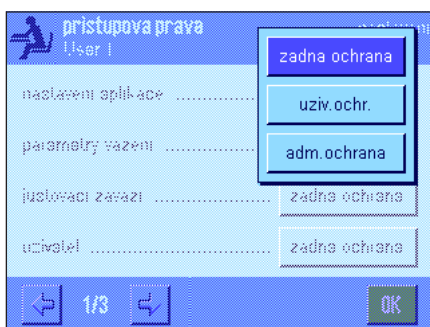 pristupova prava
User 1
zadna ochrana
nastaveni aplikace ..............
uziv.ochr.
parametry vazeni ..............
adm.ochrana
justovaci zavazi .................... zadna ochrana
uzivatel ............................... zadna ochrana
1/3
OK